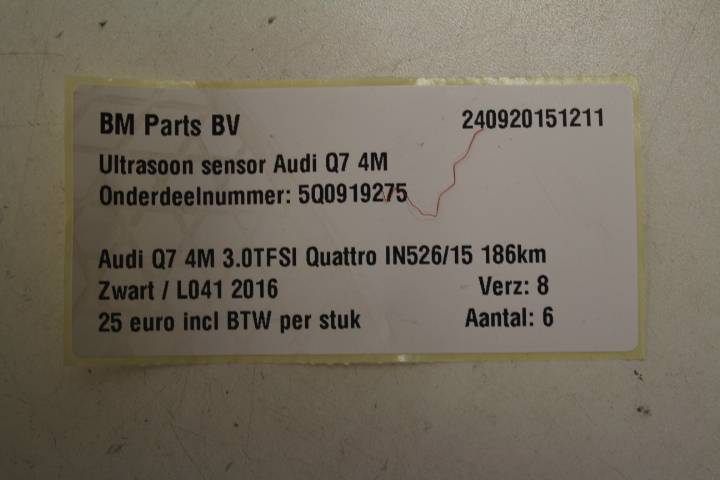 BM Parts BV 240920151211
Ultrasoon sensor Audi Q7 4M
Onderdeelnummer: 5Q0919275
Audi Q7 4M 3.0TFSI Quattro IN526/15 186km
Zwart / L041 2016 Verz: 8
25 euro incl BTW per stuk Aantal: 6